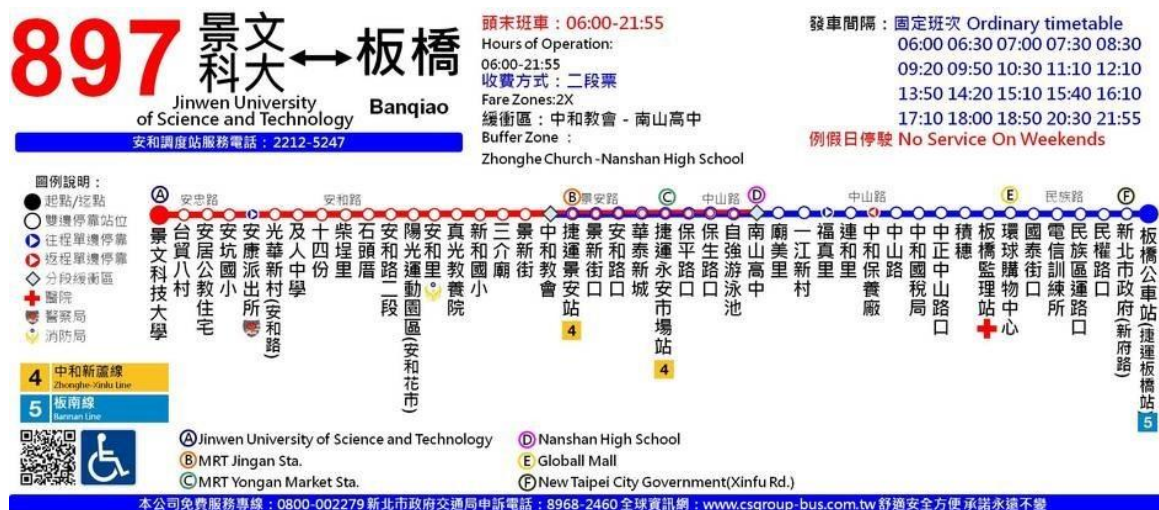 897
景文科大↔板橋
Jinwen University of Science and Technology
Banqiao
安和調度站服務電話：2212-5247
頭末班車：06:00-21:55
Hours of Operation:
06:00-21:55
收費方式：二段票
Fare Zones:2X
緩衝區：中和教會 - 南山高中
Buffer Zone :
Zhonghe Church -Nanshan High School
發車間隔：固定班次 Ordinary timetable
06:00 06:30 07:00 07:30 08:30
09:20 09:50 10:30 11:10 12:10
13:50 14:20 15:10 15:40 16:10
17:10 18:00 18:50 20:30 21:55
例假日停駛 No Service On Weekends
圖例說明：
起點/迄點
雙邊停靠站位
往程單邊停靠
返程單邊停靠
分段緩衝區
醫院
警察局
消防局
4 中和新蘆線
Zhonghe-Xinlu Line
5 板南線
Bannan Line
A
安忠路
安和路
B
景安路
C
中山路
D
中山路
E
民族路
F
景文科技大學
台貿八村
安居公教住宅
安坑國小
安康派出所
光華新村(安和路)
及人中學
十四份
柴埕里
石頭厝
安和路二段
陽光運動園區(安和花市)
安和里
真光教養院
新和國小
三介廟
景新街
中和教會
捷運景安站
4
景新街口
安和路口
華泰新城
捷運永安市場站
4
保平路口
保生路口
自強游泳池
南山高中
廟美里
一江新村
福真里
連和里
中和保養廠
中山路
中和國稅局
中正中山路口
積穗
板橋監理站
環球購物中心
國泰街口
電信訓練所
民族區運路口
民權路口
新北市政府(新府路)
板橋公車站(捷運板橋站)
5
A Jinwen University of Science and Technology
B MRT Jingan Sta.
C MRT Yongan Market Sta.
D Nanshan High School
E Globall Mall
F New Taipei City Government(Xinfu Rd.)
本公司免費服務專線：0800-002279 新北市政府交通局申訴電話：8968-2460 全球資訊網：www.csgroup-bus.com.tw 舒適安全方便 承諾永遠不變